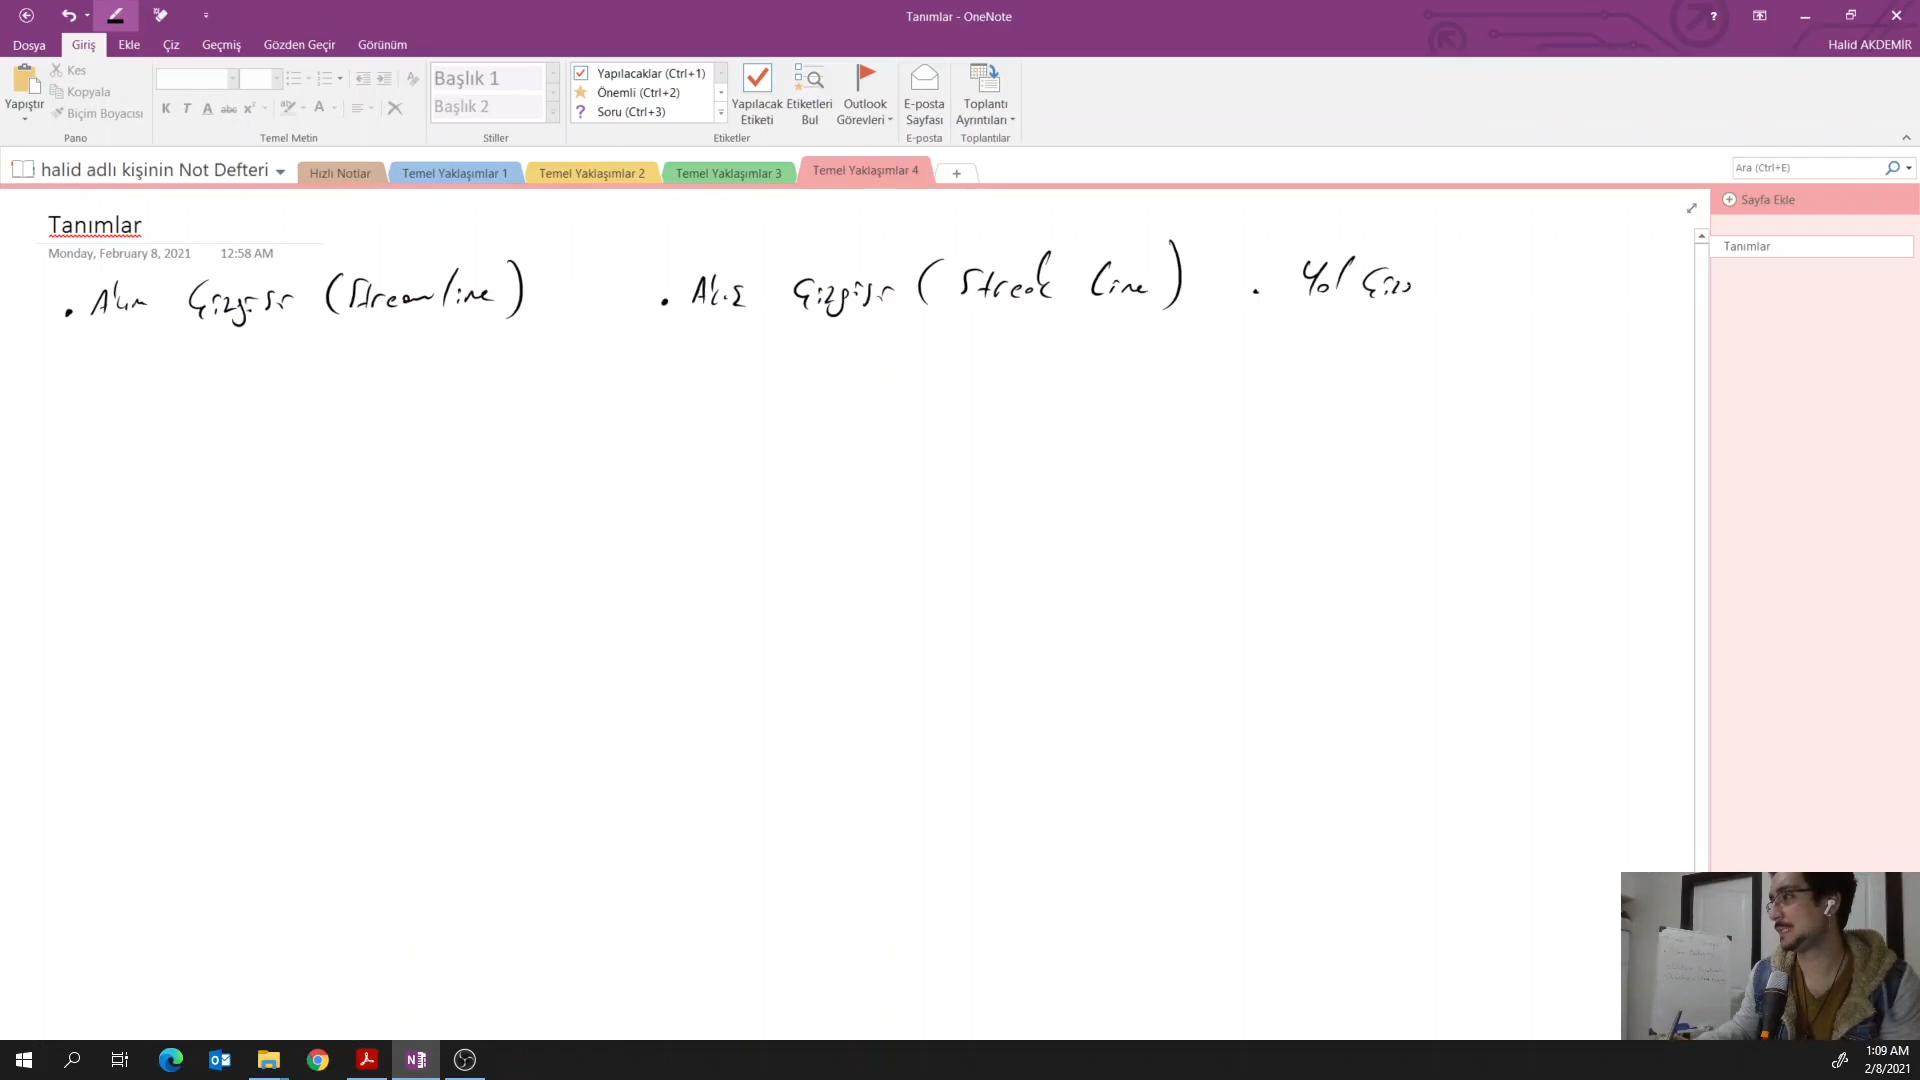 Tanımlar - OneNote
Dosya Giriş Ekle Çiz Geçmiş Gözden Geçir Görünüm
Halid AKDEMİR
Yapıştır
Kes
Kopyala
Biçim Boyacısı
Pano
K T A abc x² ab A
Temel Metin
Başlık 1
Başlık 2
Stiller
Yapılacaklar (Ctrl+1)
Önemli (Ctrl+2)
Soru (Ctrl+3)
Yapılacak Etiketi
Etiketleri Bul
Outlook Görevleri
Etiketler
E-posta Sayfası
E-posta
Toplantı Ayrıntıları
Toplantılar
halid adlı kişinin Not Defteri
Hızlı Notlar
Temel Yaklaşımlar 1
Temel Yaklaşımlar 2
Temel Yaklaşımlar 3
Temel Yaklaşımlar 4
Ara (Ctrl+E)
Sayfa Ekle
Tanımlar
Tanımlar
Monday, February 8, 2021 12:58 AM
. Akım Çizgisi (Streamline)
. Akış Çizgisi (Streak Line)
. Yol
1:09 AM
2/8/2021